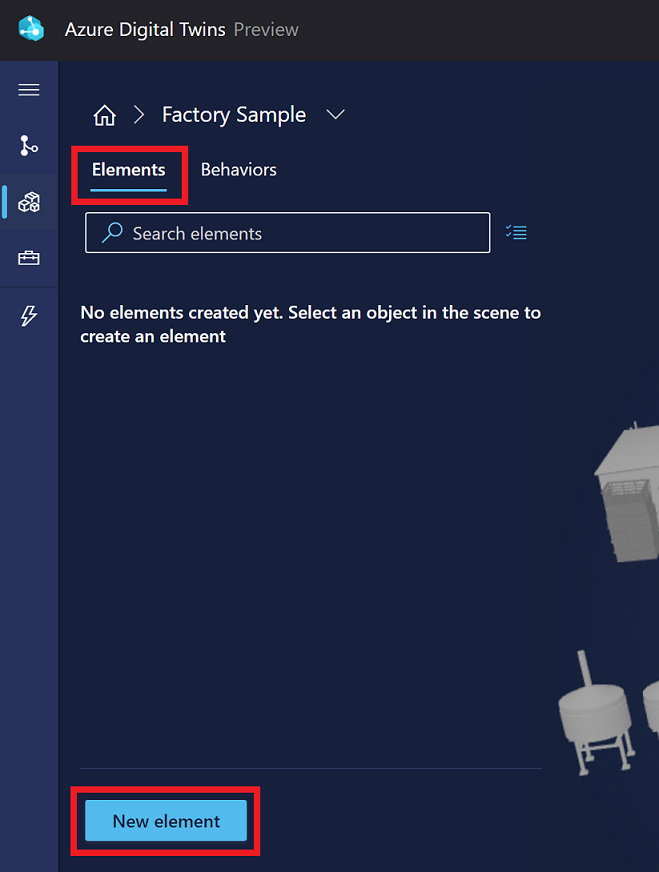 Azure Digital Twins Preview
Factory Sample
Elements Behaviors
Search elements
No elements created yet. Select an object in the scene to
create an element
New element